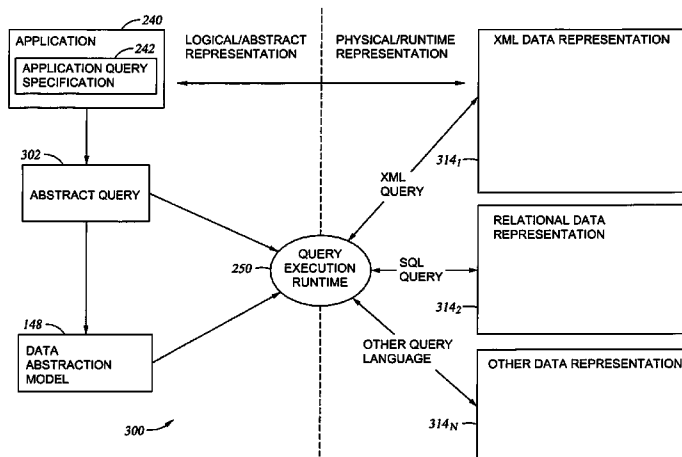 240
APPLICATION
242
APPLICATION QUERY
SPECIFICATION
LOGICAL/ABSTRACT
REPRESENTATION
PHYSICAL/RUNTIME
REPRESENTATION
XML DATA REPRESENTATION
314₁
302
ABSTRACT QUERY
XML
QUERY
RELATIONAL DATA
REPRESENTATION
250
QUERY
EXECUTION
RUNTIME
SQL
QUERY
314₂
148
DATA
ABSTRACTION
MODEL
OTHER QUERY
LANGUAGE
OTHER DATA REPRESENTATION
314N
300